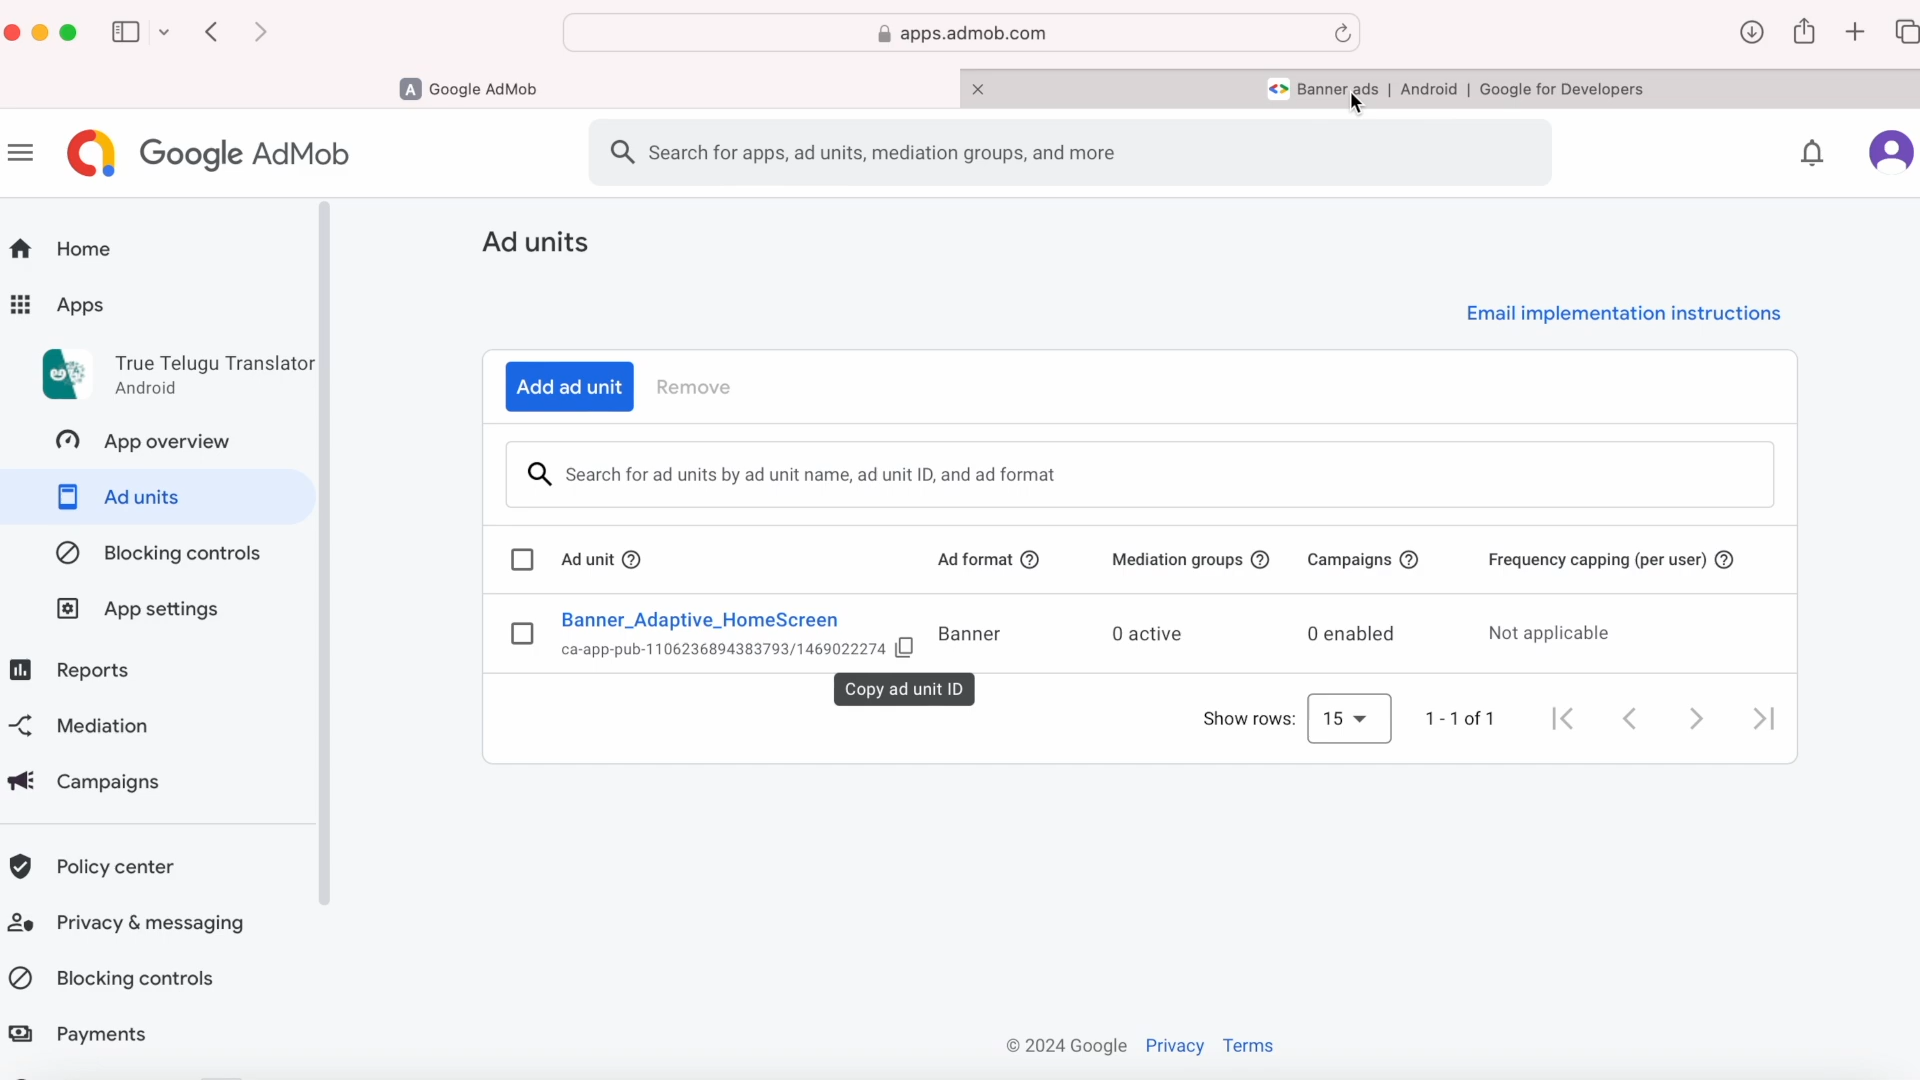 apps.admob.com
A Google AdMob
Banner ads | Android | Google for Developers
Google AdMob
Search for apps, ad units, mediation groups, and more
Home
Apps
True Telugu Translator
Android
App overview
Ad units
Blocking controls
App settings
Reports
Mediation
Campaigns
Policy center
Privacy & messaging
Blocking controls
Payments
Ad units
Email implementation instructions
Add ad unit Remove
Search for ad units by ad unit name, ad unit ID, and ad format
Ad unit Ad format Mediation groups Campaigns Frequency capping (per user)
Banner_Adaptive_HomeScreen
ca-app-pub-1106236894383793/1469022274
Banner 0 active 0 enabled Not applicable
Copy ad unit ID
Show rows: 15 1 - 1 of 1
© 2024 Google Privacy Terms